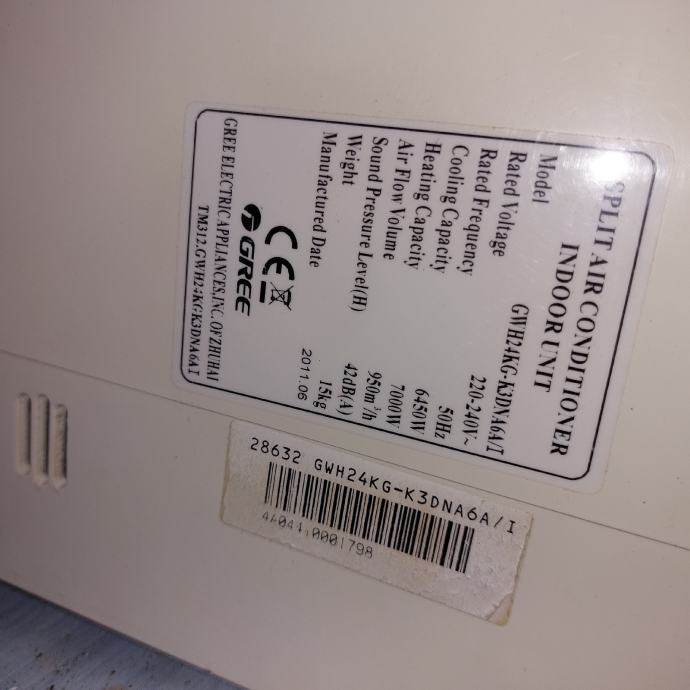 SPLIT AIR CONDITIONER
INDOOR UNIT
Model GWH24KG-K3DNA6A/I
Rated Voltage 220-240V~
Rated Frequency 50Hz
Cooling Capacity 6450W
Heating Capacity 7000W
Air Flow Volume 950m³/h
Sound Pressure Level(H) 42dB(A)
Weight 15kg
Manufactured Date 2011.06
CE
GREE
GREE ELECTRIC APPLIANCES,INC. OF ZHUHAI
TM312.GWH24KG-K3DNA6A I
28632 GWH24KG-K3DNA6A/I
0001798